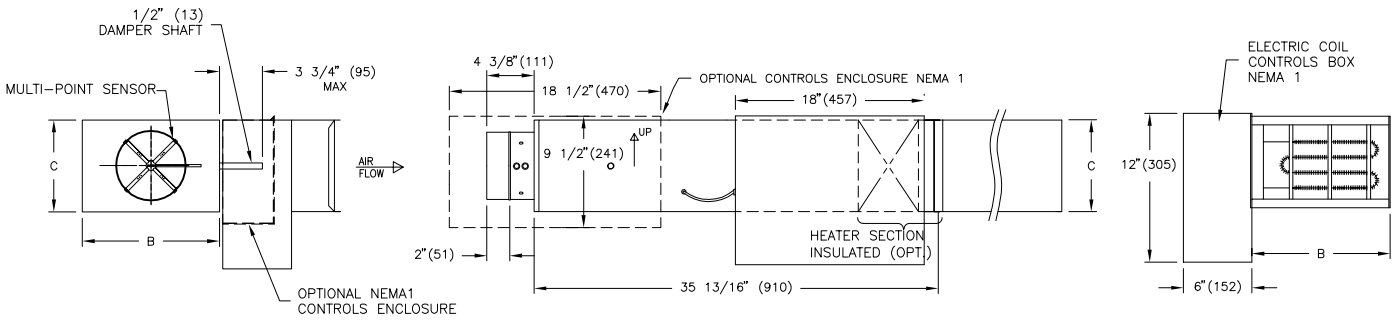 1/2" (13)
DAMPER SHAFT
3 3/4" (95)
MAX
MULTI-POINT SENSOR
C
B
OPTIONAL NEMA1
CONTROLS ENCLOSURE
AIR
FLOW
4 3/8"(111)
18 1/2"(470)
OPTIONAL CONTROLS ENCLOSURE NEMA 1
18"(457)
UP
9 1/2"(241)
C
2"(51)
HEATER SECTION
INSULATED (OPT.)
35 13/16" (910)
ELECTRIC COIL
CONTROLS BOX
NEMA 1
12"(305)
B
6"(152)